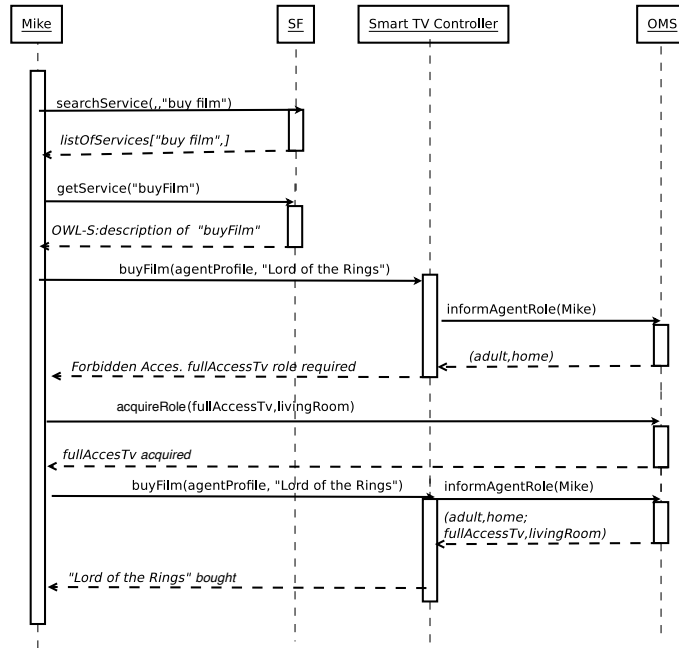 Mike
SF
Smart TV Controller
OMS
searchService(,,"buy film")
listOfServices["buy film",]
getService("buyFilm")
OWL-S:description of "buyFilm"
buyFilm(agentProfile, "Lord of the Rings")
informAgentRole(Mike)
(adult,home)
Forbidden Acces. fullAccessTv role required
acquireRole(fullAccessTv,livingRoom)
fullAccesTv acquired
buyFilm(agentProfile, "Lord of the Rings")
informAgentRole(Mike)
(adult,home;
fullAccessTv,livingRoom)
"Lord of the Rings" bought